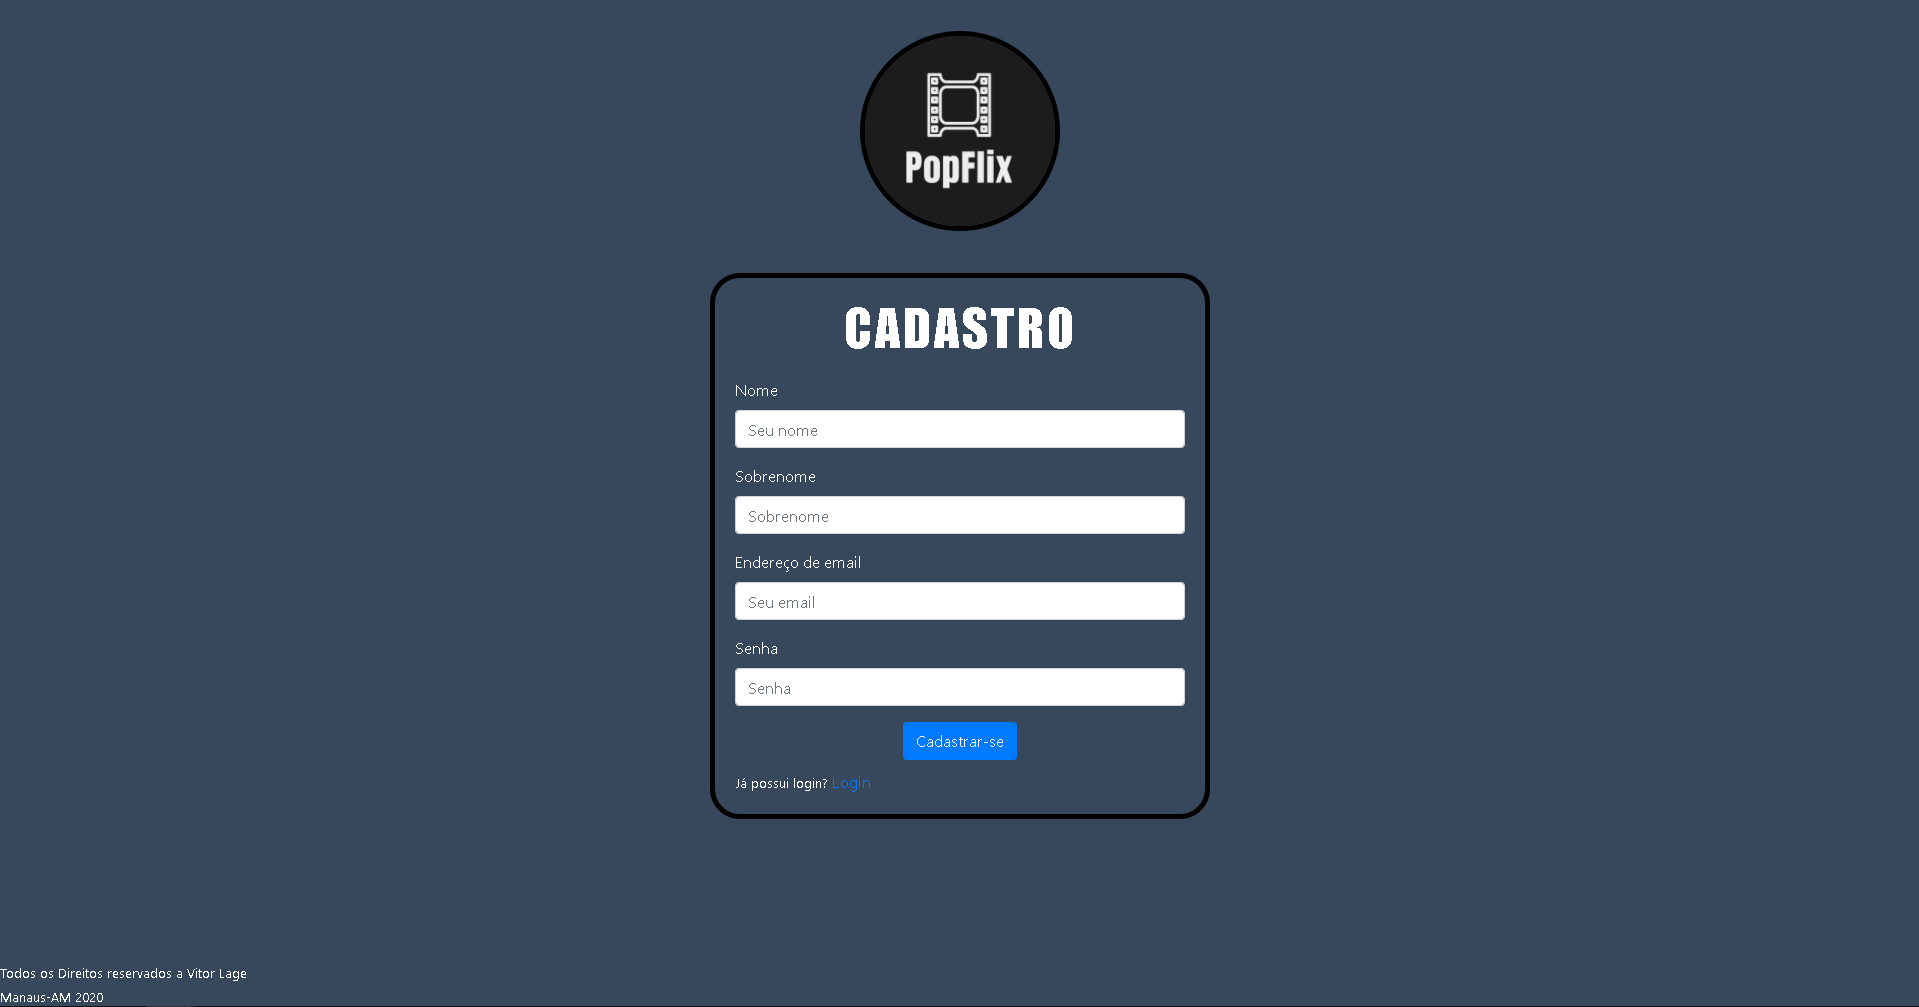 PopFlix
CADASTRO
Nome
Seu nome
Sobrenome
Sobrenome
Endereço de email
Seu email
Senha
Senha
Cadastrar-se
Já possui login? Login
Todos os Direitos reservados a Vitor Lage
Manaus-AM 2020